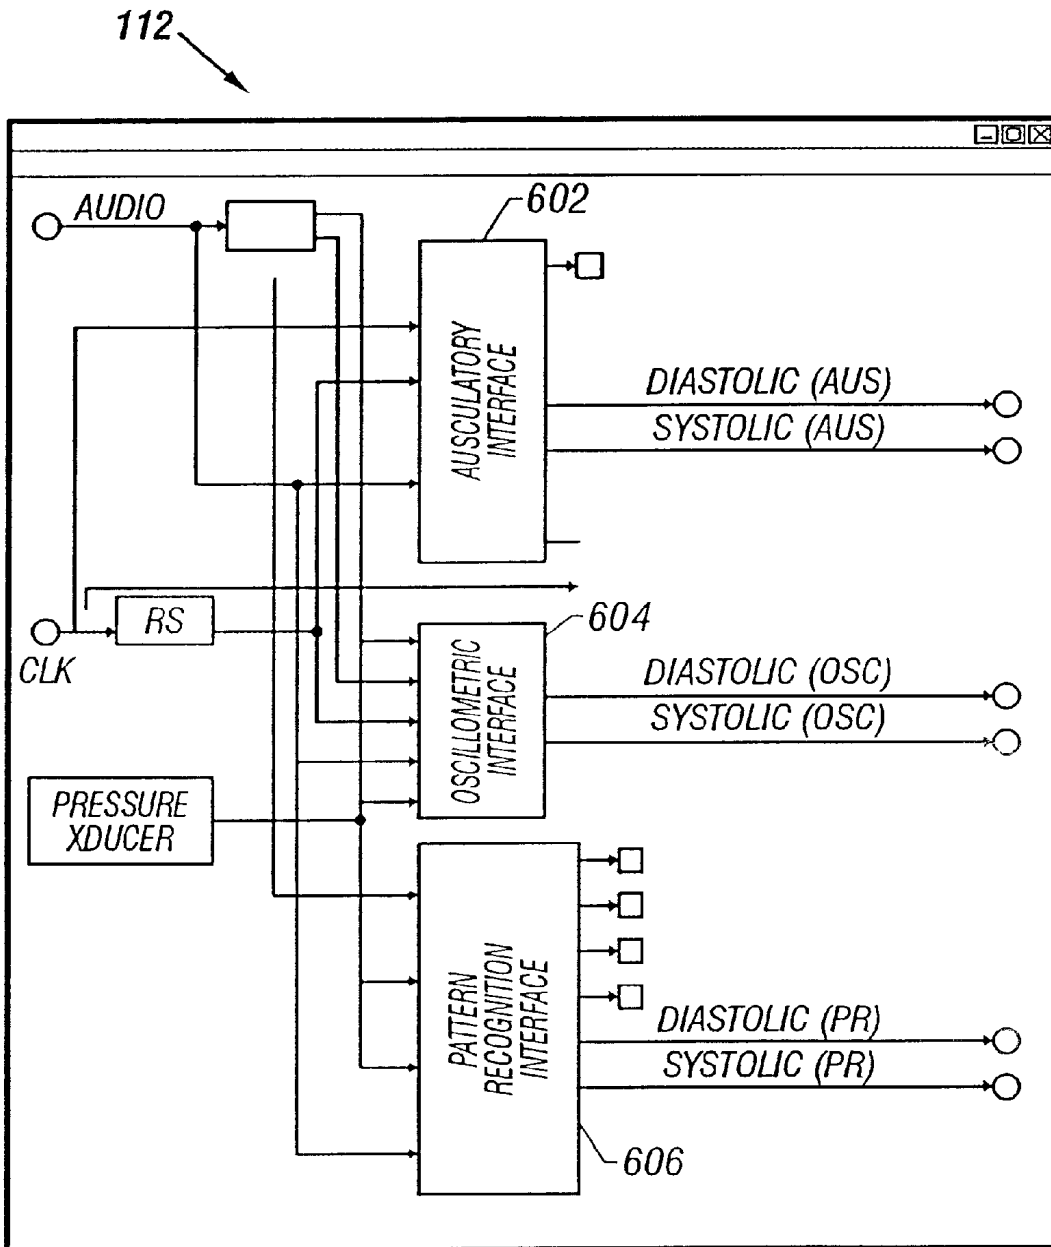 112
AUDIO
602
AUSCULATORY
INTERFACE
DIASTOLIC (AUS)
SYSTOLIC (AUS)
CLK
RS
604
OSCILLOMETRIC
INTERFACE
DIASTOLIC (OSC)
SYSTOLIC (OSC)
PRESSURE
XDUCER
PATTERN
RECOGNITION
INTERFACE
DIASTOLIC (PR)
SYSTOLIC (PR)
606